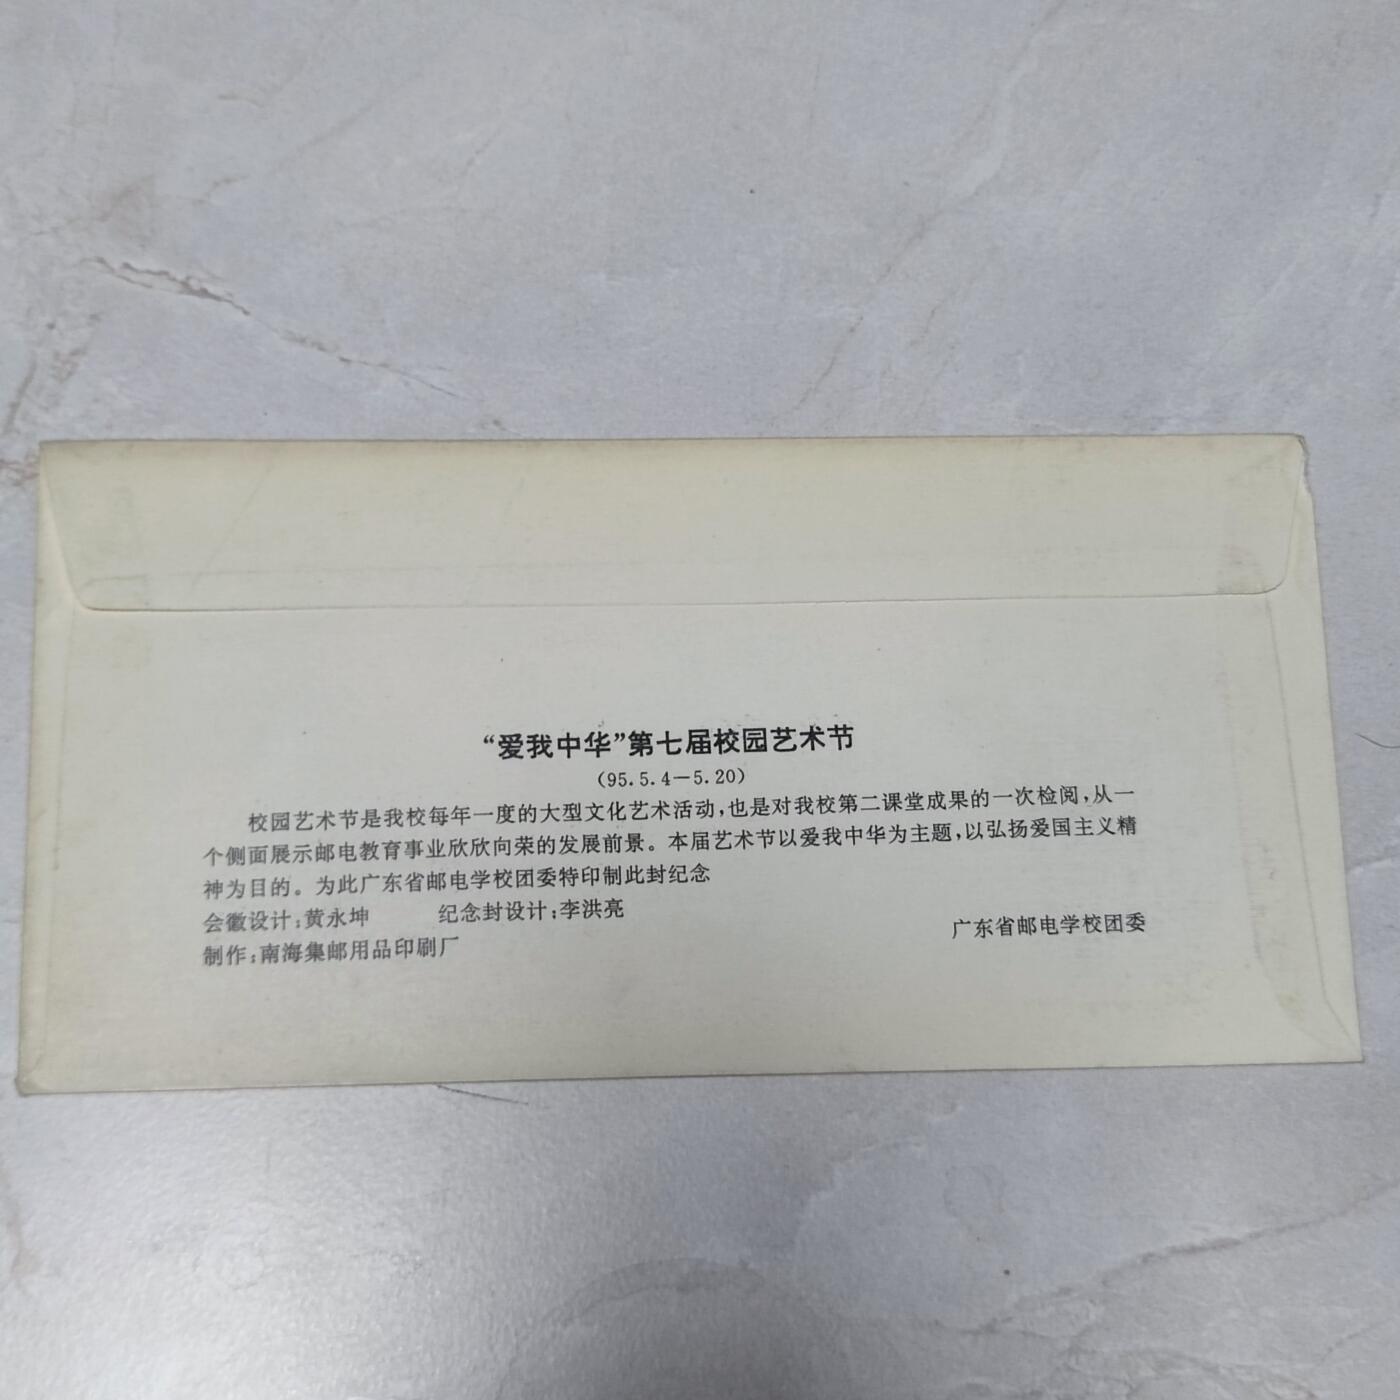 “爱我中华”第七届校园艺术节
（95.5.4—5.20）
校园艺术节是我校每年一度的大型文化艺术活动，也是对我校第二课堂成果的一次检阅，从一
个侧面展示邮电教育事业欣欣向荣的发展前景。本届艺术节以爱我中华为主题，以弘扬爱国主义精
神为目的。为此广东省邮电学校团委特印制此封纪念
会徽设计：黄永坤　　　纪念封设计：李洪亮
广东省邮电学校团委
制作：南海集邮用品印刷厂